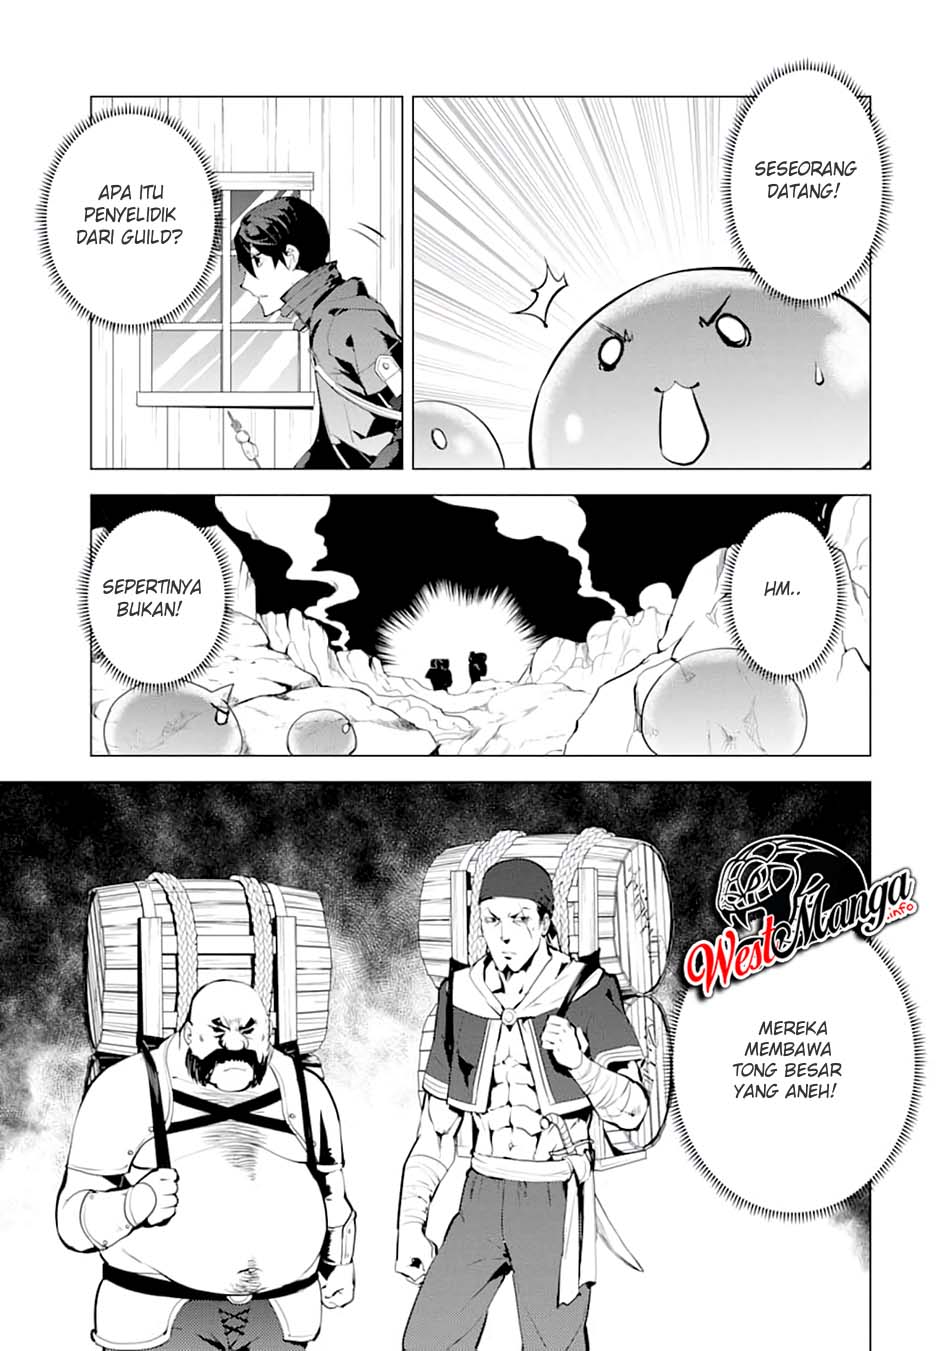 SESEORANG
DATANG!
APA ITU
PENYELIDIK
DARI GUILD?
HM..
SEPERTINYA
BUKAN!
WestManga
.info
MEREKA
MEMBAWA
TONG BESAR
YANG ANEH!